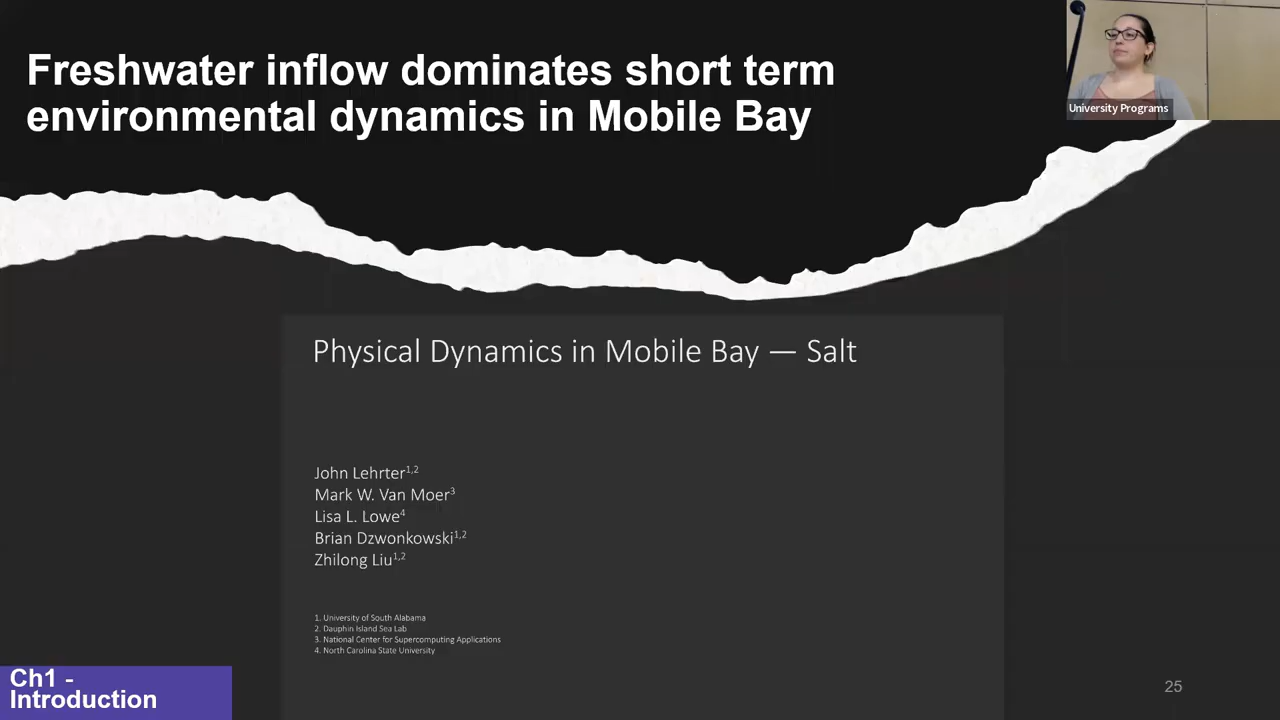 Freshwater inflow dominates short term
environmental dynamics in Mobile Bay
University Programs
Physical Dynamics in Mobile Bay — Salt
John Lehrter1,2
Mark W. Van Moer3
Lisa L. Lowe4
Brian Dzwonkowski1,2
Zhilong Liu1,2
1. University of South Alabama
2. Dauphin Island Sea Lab
3. National Center for Supercomputing Applications
4. North Carolina State University
Ch1 -
Introduction
25